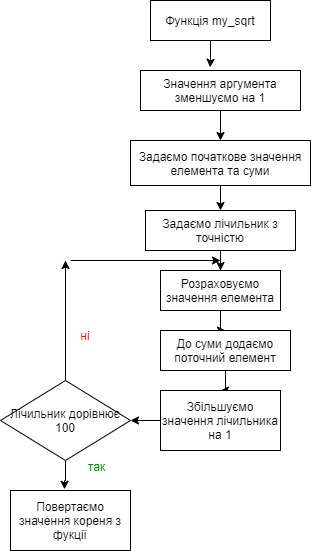 Функція my_sqrt
Значення аргумента
зменшуємо на 1
Задаємо початкове значення
елемента та суми
Задаємо лічильник з
точністю
Розраховуємо
значення елемента
ні
До суми додаємо
поточний елемент
Збільшуємо
значення лічильника
на 1
Лічильник дорівнює
100
так
Повертаємо
значення кореня з
фукції